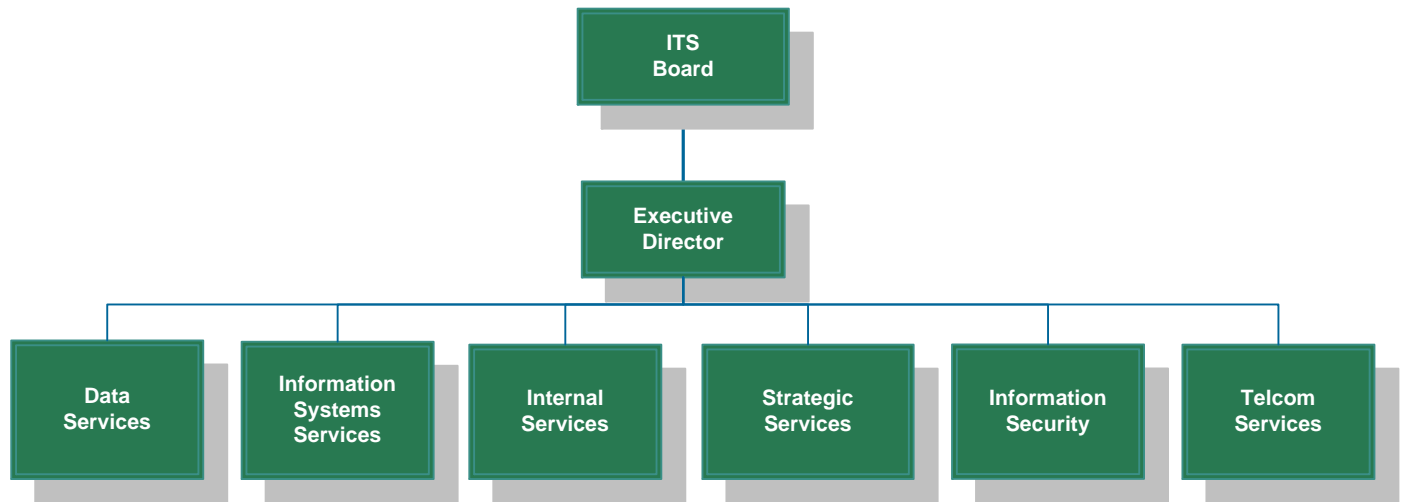 ITS
Board
Executive
Director
Data
Services
Information
Systems
Services
Internal
Services
Strategic
Services
Information
Security
Telcom
Services